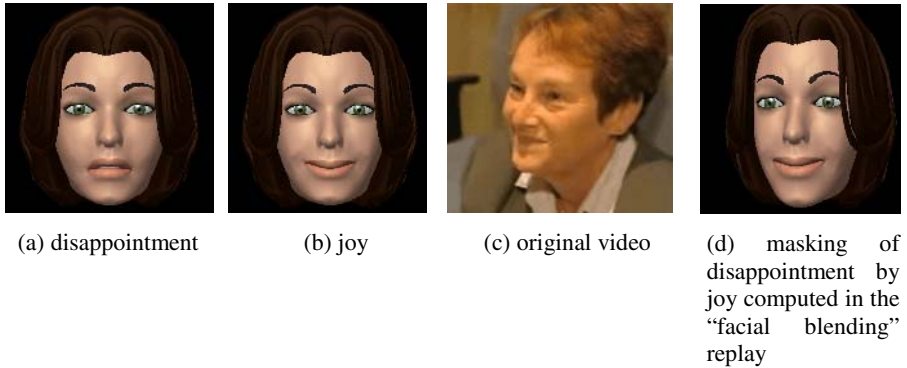 (a) disappointment
(b) joy
(c) original video
(d) masking of
disappointment by
joy computed in the
“facial blending”
replay